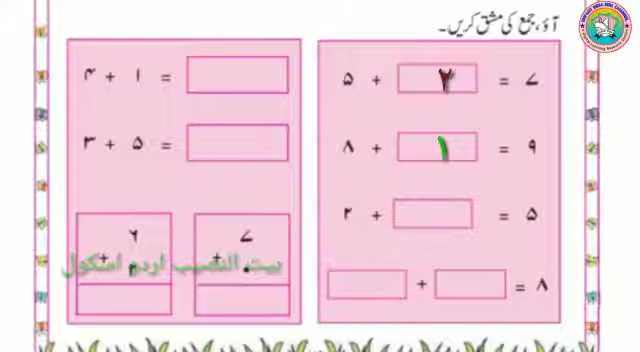 آؤ، جمع کی مشق کریں۔
۵ + ۲ = ۷
۸ + ۱ = ۹
۲ + = ۵
+ = ۸
۴ + ۱ =
۳ + ۵ =
۶ ۷
+ +
بیت النصیب اردو اسکول